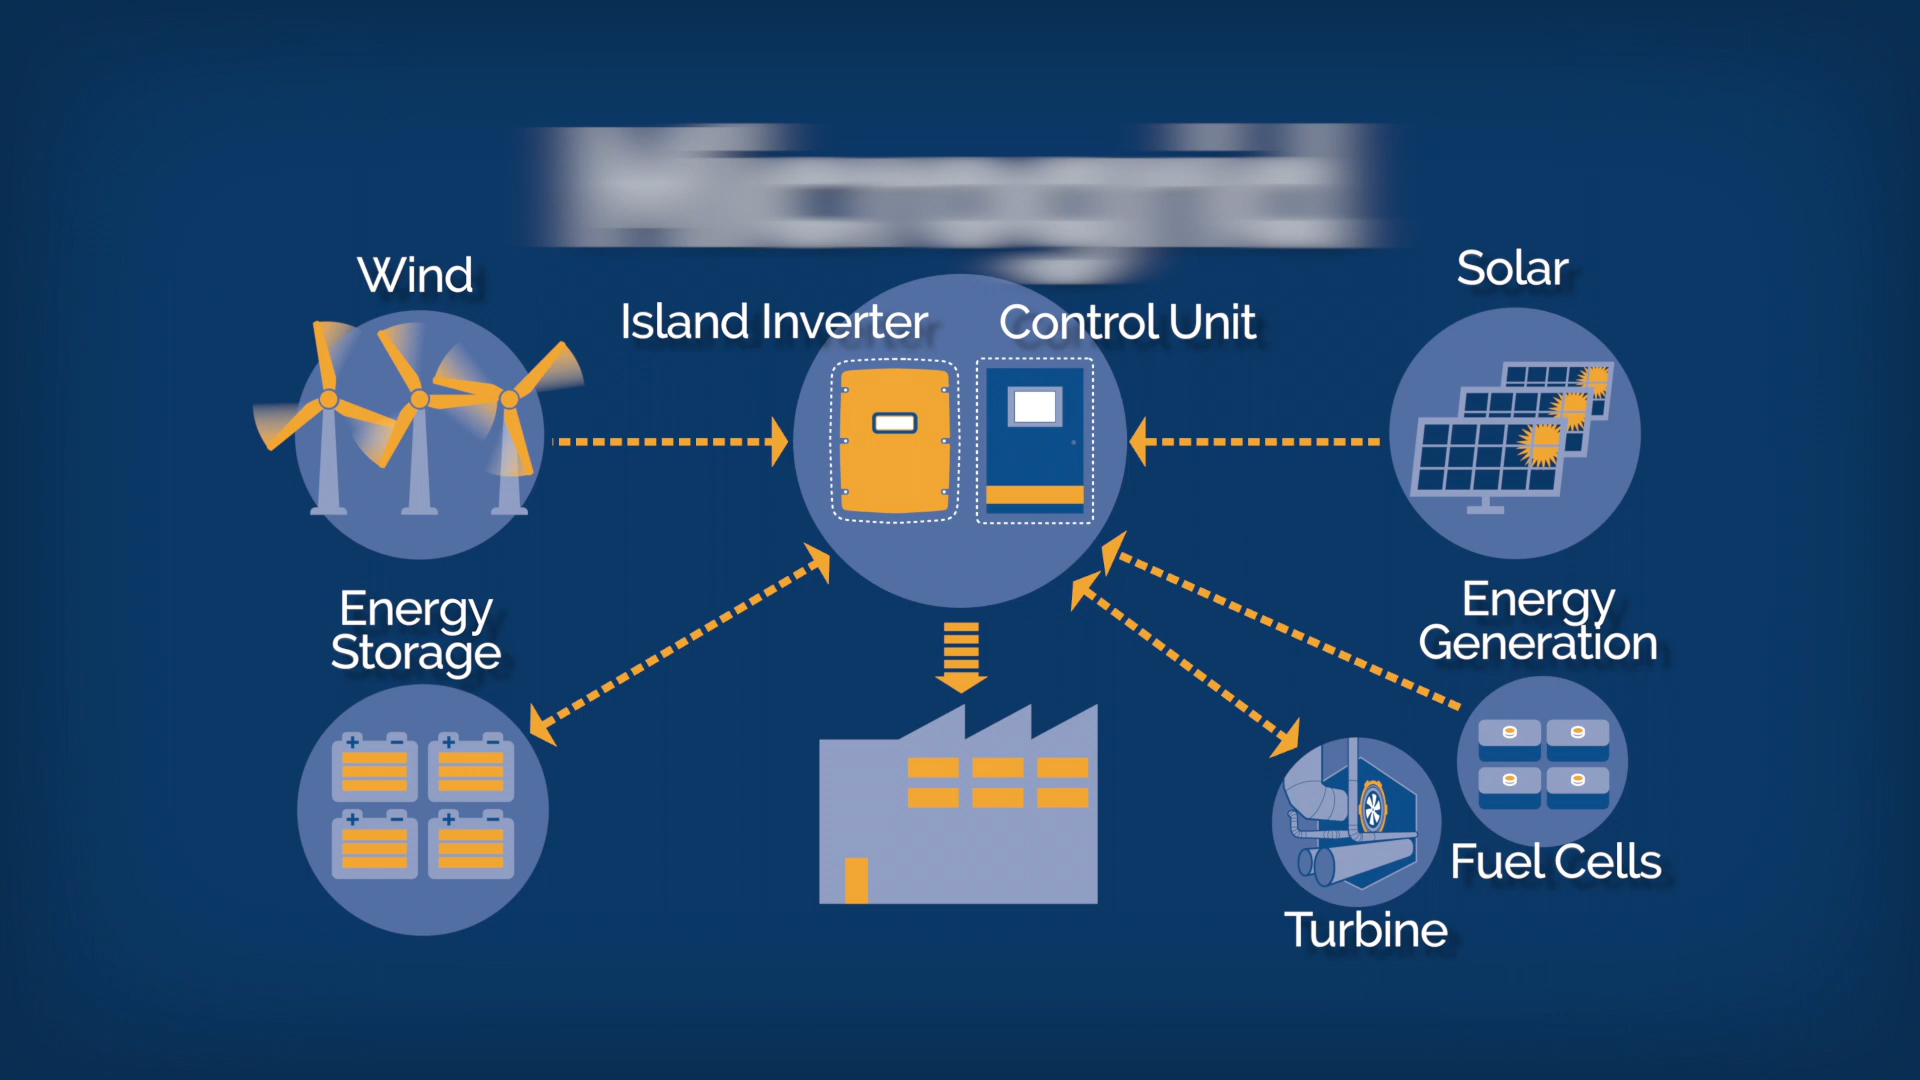 Wind
Solar
Island Inverter
Control Unit
Energy
Storage
Energy
Generation
Fuel Cells
Turbine